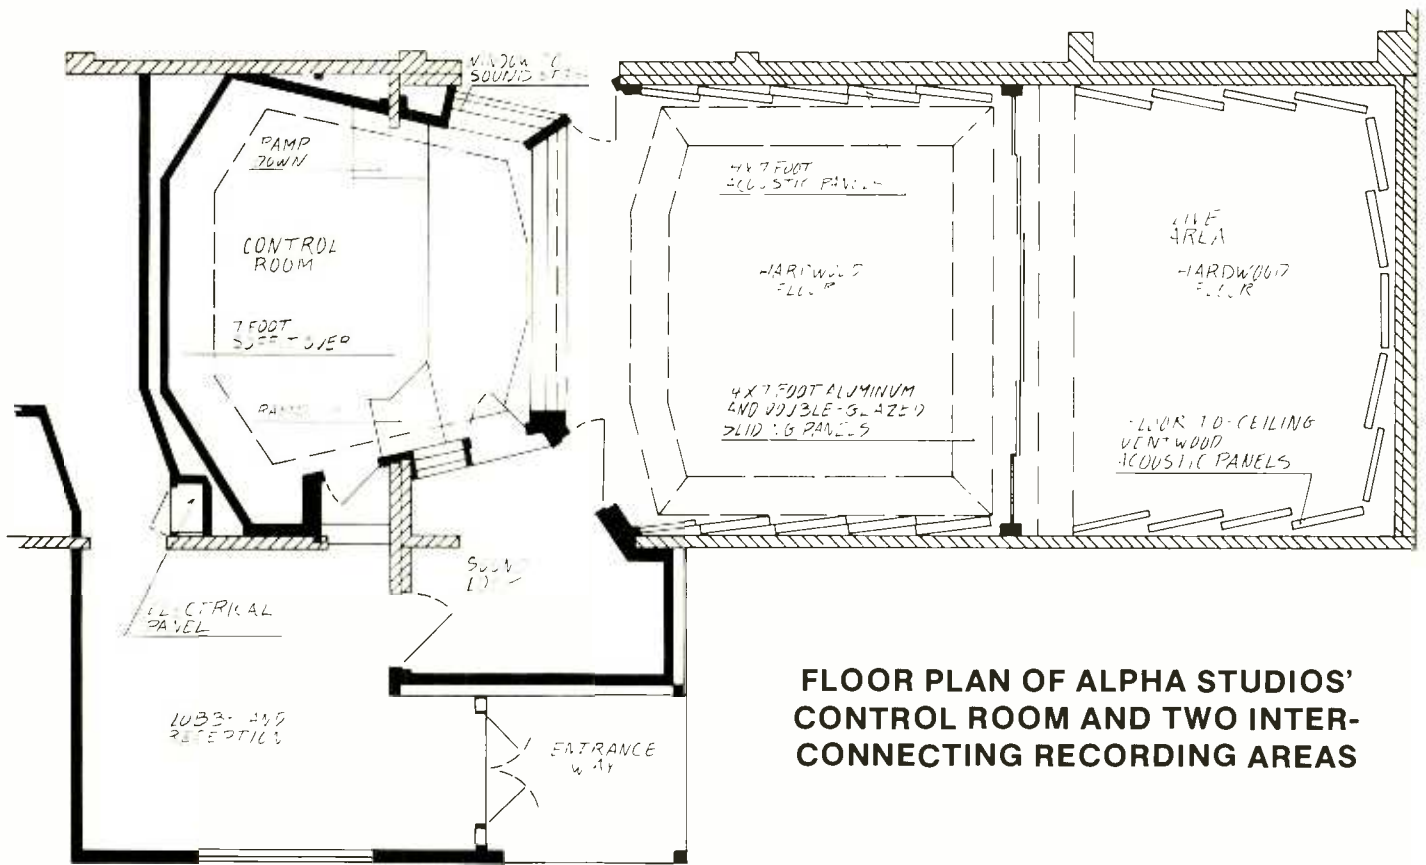 WINDOW TO
SOUND
RAMP
DOWN
CONTROL
ROOM
7 FOOT
SOFFIT OVER
RAMP
4 X 7 FOOT
ACOUSTIC PANELS
HARDWOOD
FLOOR
4 X 7 FOOT ALUMINUM
AND DOUBLE-GLAZED
SLIDING PANELS
LIVE
AREA
HARDWOOD
FLOOR
FLOOR-TO-CEILING
VENTWOOD
ACOUSTIC PANELS
SOUND
LOCK
ELECTRICAL
PANEL
LOBBY AND
RECEPTION
ENTRANCE
WAY
FLOOR PLAN OF ALPHA STUDIOS'
CONTROL ROOM AND TWO INTER-
CONNECTING RECORDING AREAS